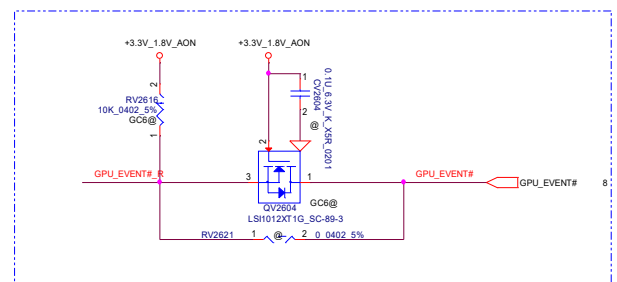 +3.3V_1.8V_AON
+3.3V_1.8V_AON
2
RV2616
10K_0402_5%
GC6@
1
1
2
0.1U_6.3V_K_X5R_0201
CV2604
@
2
GPU_EVENT#_R
3
1
GPU_EVENT#
GPU_EVENT#
8
GC6@
QV2604
LSI1012XT1G_SC-89-3
RV2621
1
@
2
0_0402_5%